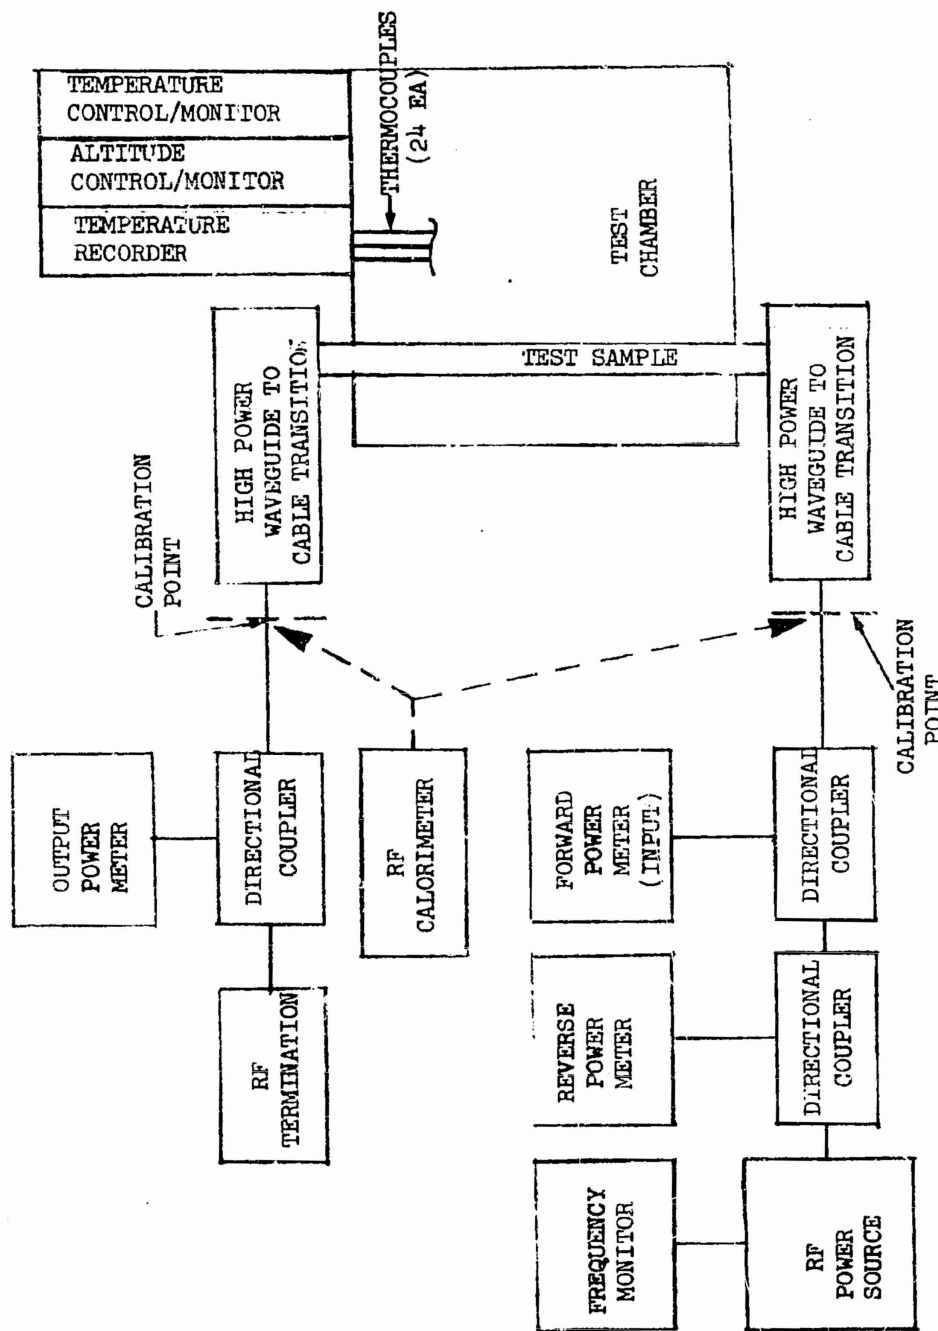 TEMPERATURE
CONTROL/MONITOR
ALTITUDE
CONTROL/MONITOR
TEMPERATURE
RECORDER
THERMOCOUPLES
(24 EA)
TEST
CHAMBER
TEST SAMPLE
HIGH POWER
WAVEGUIDE TO
CABLE TRANSITION
HIGH POWER
WAVEGUIDE TO
CABLE TRANSITION
CALIBRATION
POINT
CALIBRATION
POINT
OUTPUT
POWER
METER
DIRECTIONAL
COUPLER
RF
CALORIMETER
FORWARD
POWER
METER
(INPUT)
DIRECTIONAL
COUPLER
RF
TERMINATION
REVERSE
POWER
METER
DIRECTIONAL
COUPLER
FREQUENCY
MONITOR
RF
POWER
SOURCE